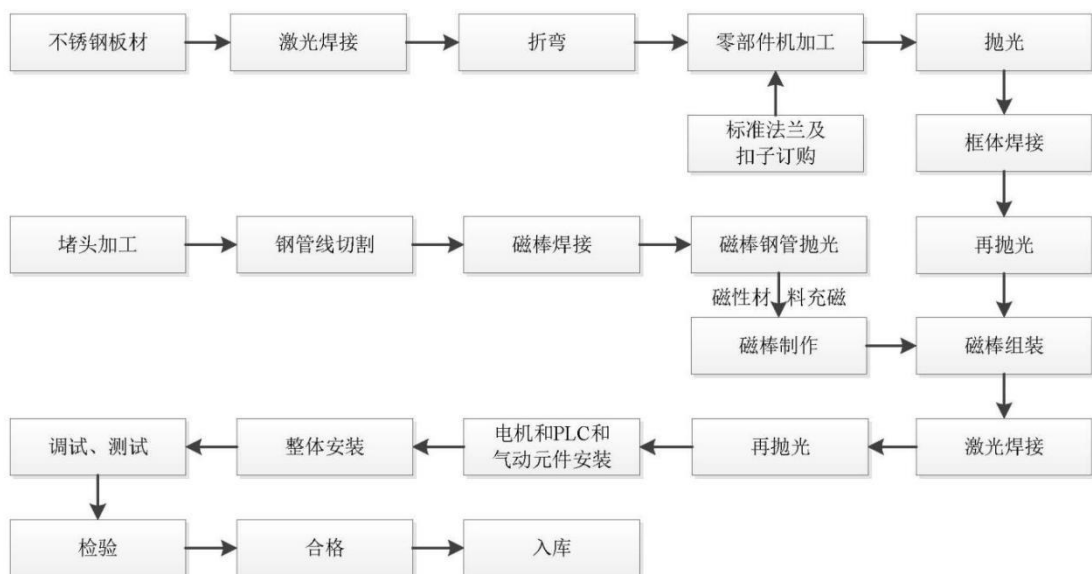 不锈钢板材
激光焊接
折弯
零部件机加工
抛光
标准法兰及
扣子订购
框体焊接
堵头加工
钢管线切割
磁棒焊接
磁棒钢管抛光
再抛光
磁性材 料充磁
磁棒制作
磁棒组装
调试、测试
整体安装
电机和PLC和
气动元件安装
再抛光
激光焊接
检验
合格
入库